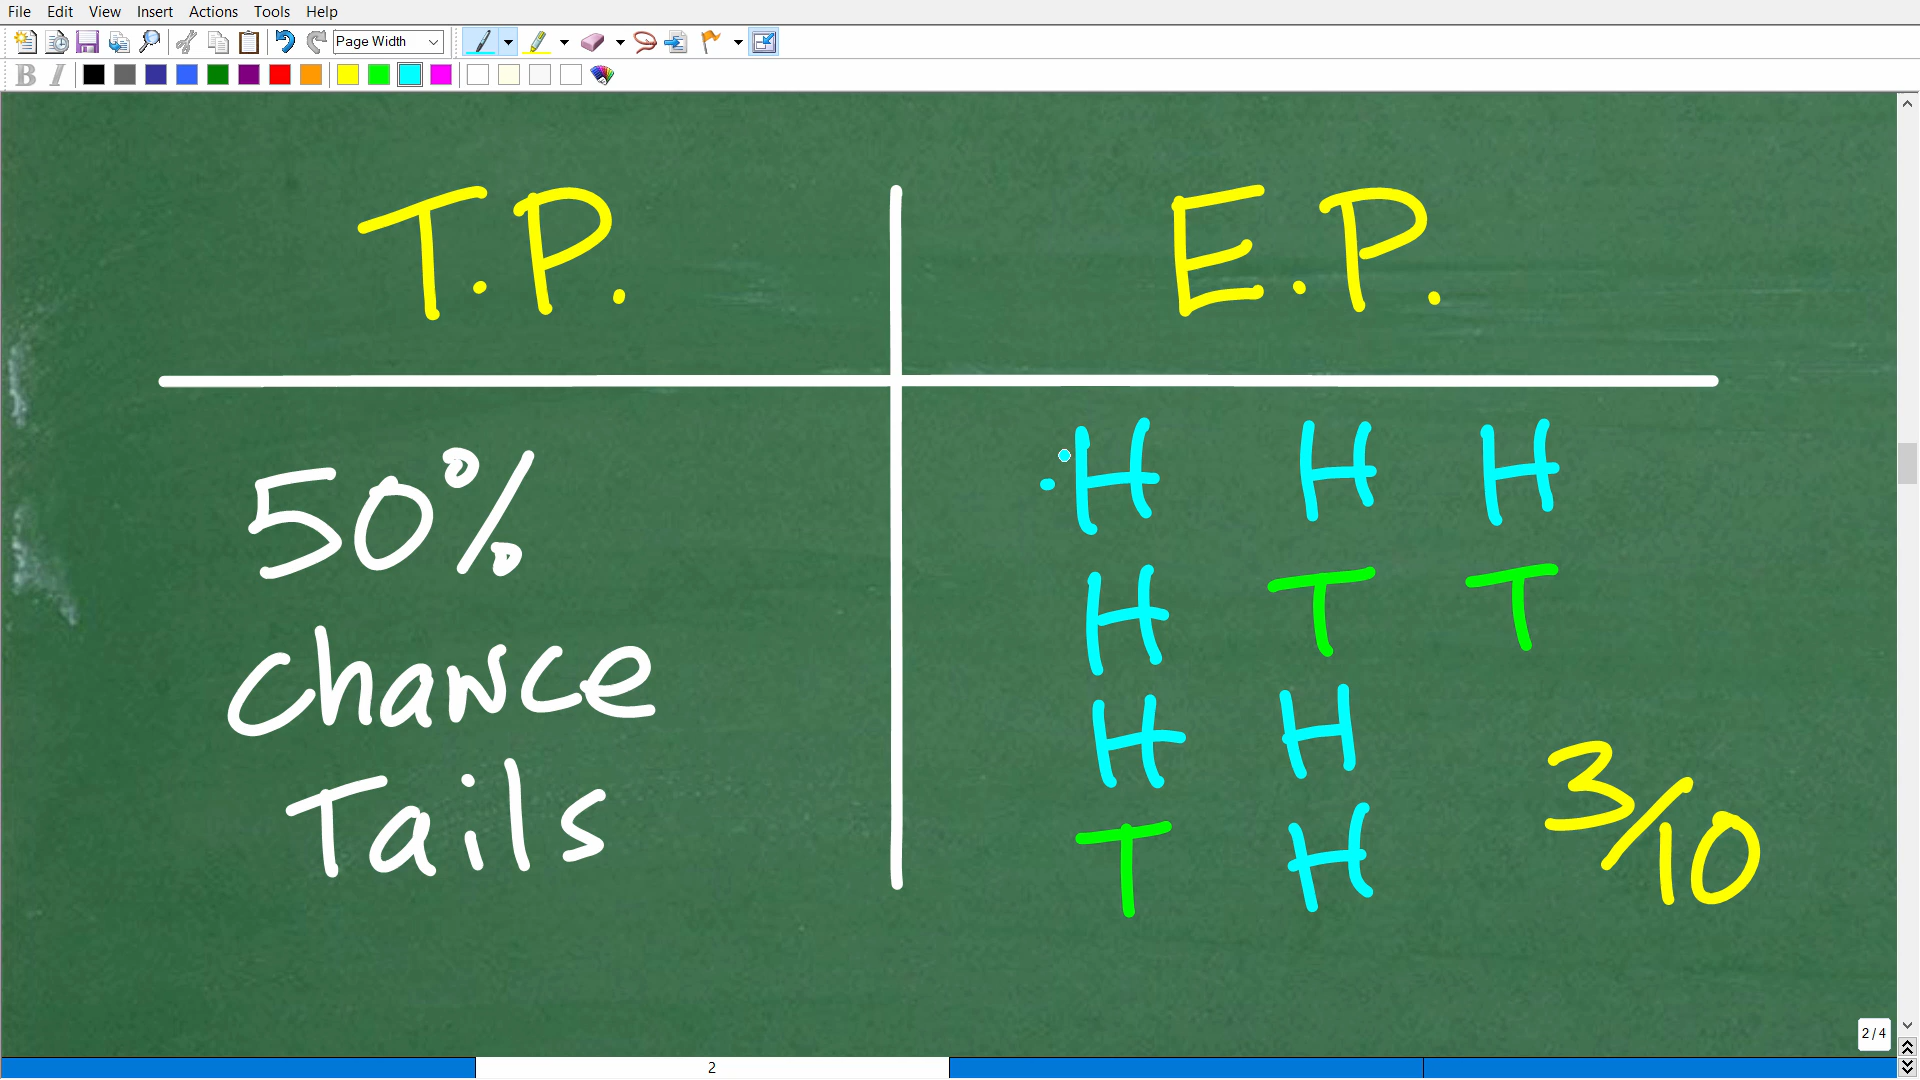 File Edit View Insert Actions Tools Help
Page Width
B I
T.P. E.P.
50% H H H
Chance H T T
H H
Tails T H 3/10
2 / 4
2